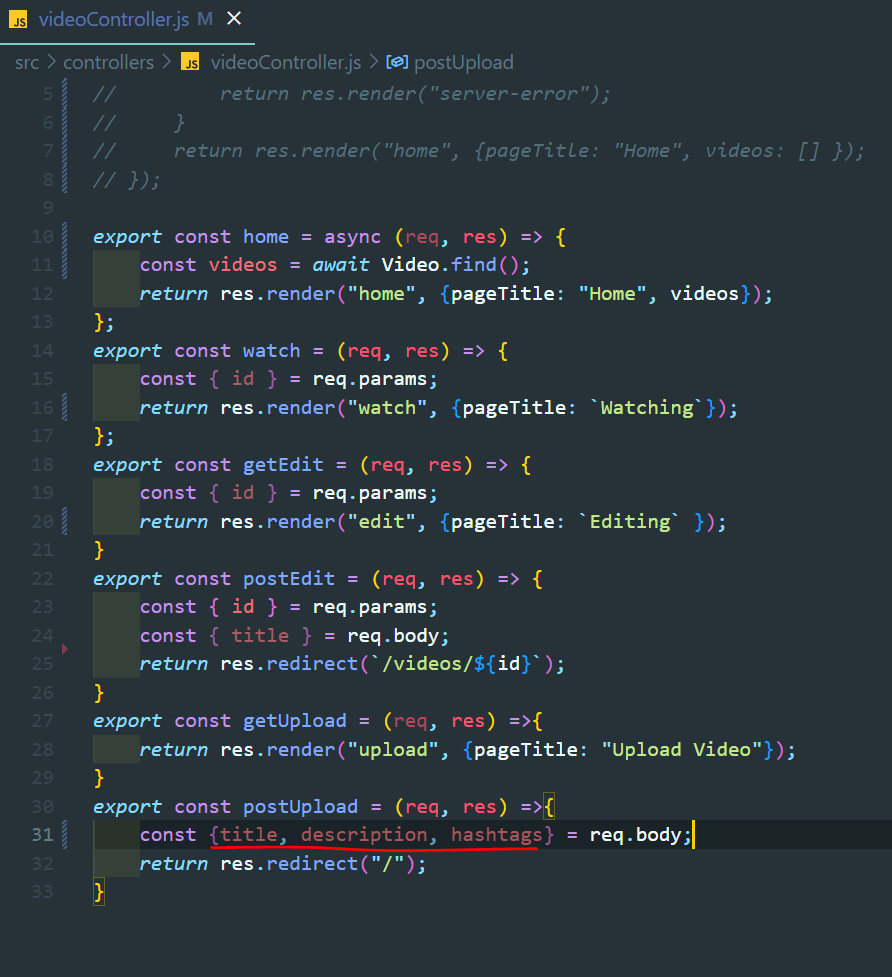 JS videoController.js M ×
src > controllers > JS videoController.js > postUpload
5 //         return res.render("server-error");
6 //     }
7 //     return res.render("home", {pageTitle: "Home", videos: [] });
8 // });
9
10 export const home = async (req, res) => {
11     const videos = await Video.find();
12     return res.render("home", {pageTitle: "Home", videos});
13 };
14 export const watch = (req, res) => {
15     const { id } = req.params;
16     return res.render("watch", {pageTitle: `Watching`});
17 };
18 export const getEdit = (req, res) => {
19     const { id } = req.params;
20     return res.render("edit", {pageTitle: `Editing` });
21 }
22 export const postEdit = (req, res) => {
23     const { id } = req.params;
24     const { title } = req.body;
25     return res.redirect(`/videos/${id}`);
26 }
27 export const getUpload = (req, res) =>{
28     return res.render("upload", {pageTitle: "Upload Video"});
29 }
30 export const postUpload = (req, res) =>{
31     const {title, description, hashtags} = req.body;
32     return res.redirect("/");
33 }